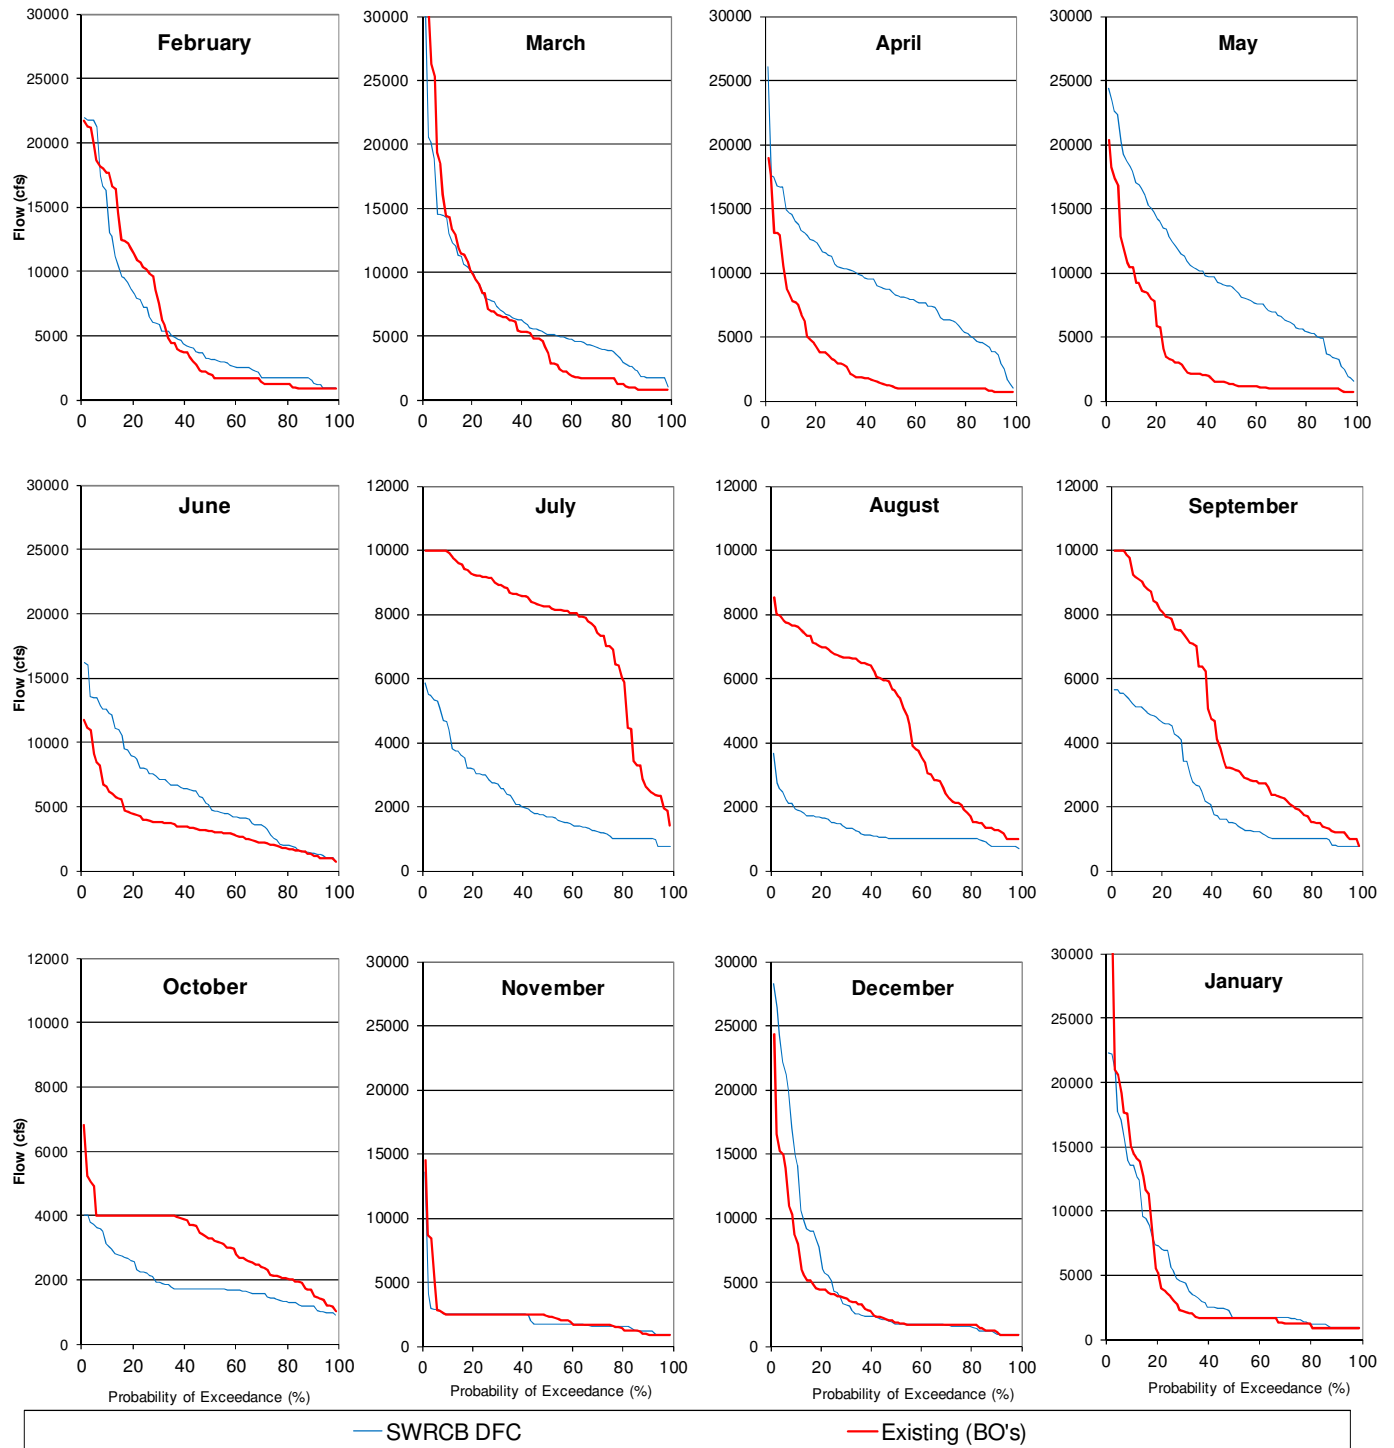 February
March
April
May
30000
25000
20000
15000
10000
5000
0
Flow (cfs)
0 20 40 60 80 100
30000
25000
20000
15000
10000
5000
0
0 20 40 60 80 100
30000
25000
20000
15000
10000
5000
0
0 20 40 60 80 100
30000
25000
20000
15000
10000
5000
0
0 20 40 60 80 100
June
July
August
September
30000
25000
20000
15000
10000
5000
0
Flow (cfs)
0 20 40 60 80 100
12000
10000
8000
6000
4000
2000
0
0 20 40 60 80 100
12000
10000
8000
6000
4000
2000
0
0 20 40 60 80 100
12000
10000
8000
6000
4000
2000
0
0 20 40 60 80 100
October
November
December
January
12000
10000
8000
6000
4000
2000
0
Flow (cfs)
0 20 40 60 80 100
Probability of Exceedance (%)
30000
25000
20000
15000
10000
5000
0
0 20 40 60 80 100
Probability of Exceedance (%)
30000
25000
20000
15000
10000
5000
0
0 20 40 60 80 100
Probability of Exceedance (%)
30000
25000
20000
15000
10000
5000
0
0 20 40 60 80 100
Probability of Exceedance (%)
SWRCB DFC
Existing (BO's)